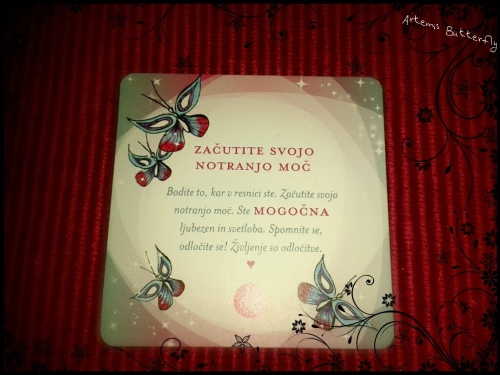 Artemis Butterfly
ZAČUTITE SVOJO
NOTRANJO MOČ
Bodite to, kar v resnici ste. Začutite svojo
notranjo moč. Ste MOGOČNA
ljubezen in svetloba. Spomnite se,
odločite se! Življenje so odločitve.